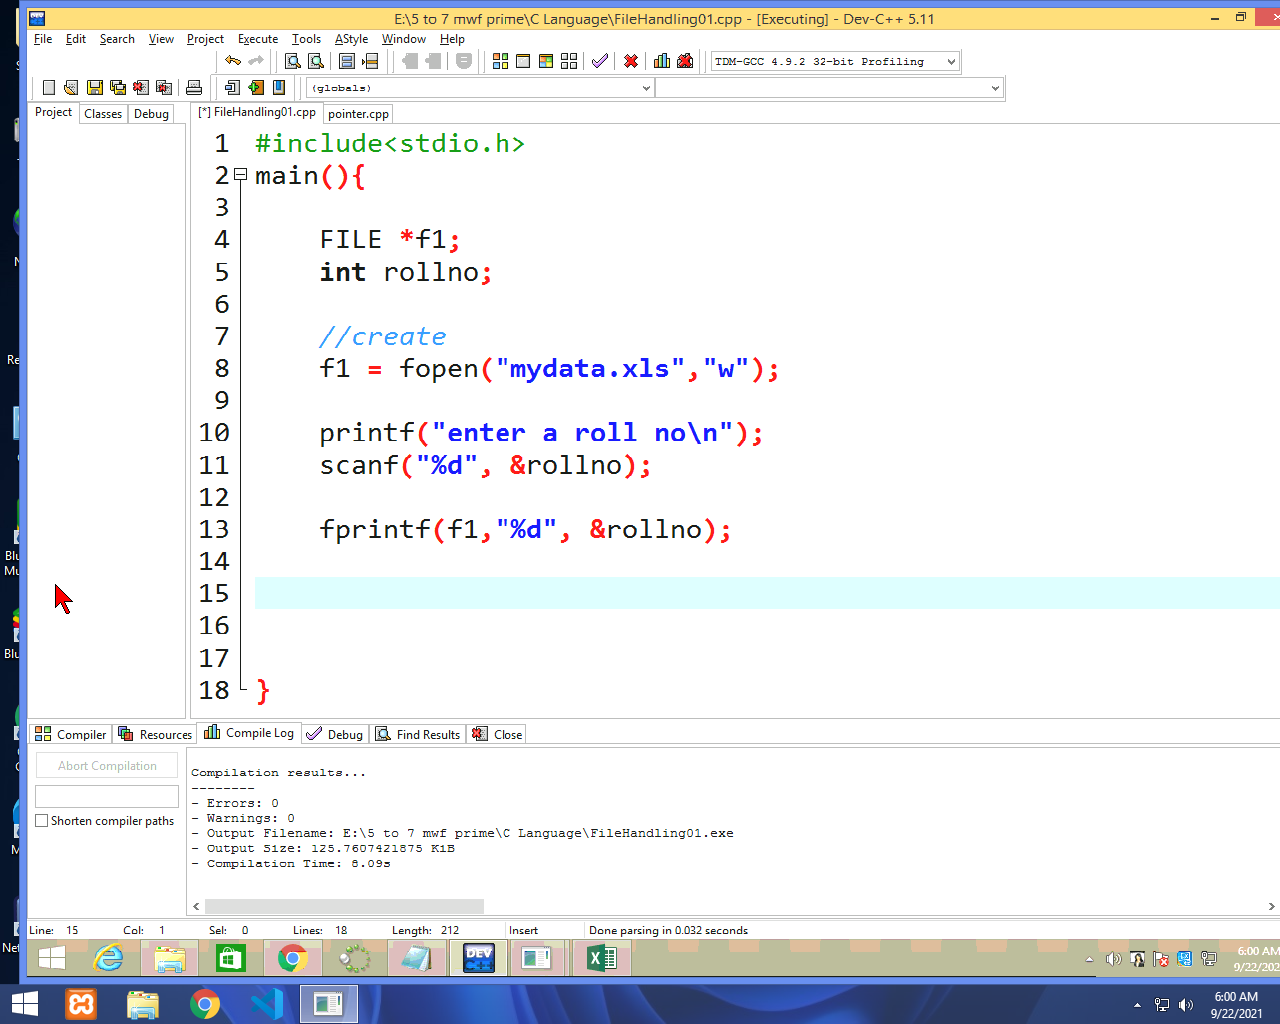 E:\5 to 7 mwf prime\C Language\FileHandling01.cpp - [Executing] - Dev-C++ 5.11
File Edit Search View Project Execute Tools AStyle Window Help
TDM-GCC 4.9.2 32-bit Profiling
(globals)
Project Classes Debug [*] FileHandling01.cpp pointer.cpp
1 #include<stdio.h>
2 main(){
3
4 FILE *f1;
5 int rollno;
6
7 //create
8 f1 = fopen("mydata.xls","w");
9
10 printf("enter a roll no\n");
11 scanf("%d", &rollno);
12
13 fprintf(f1,"%d", &rollno);
14
15
16
17
18 }
Compiler Resources Compile Log Debug Find Results Close
Abort Compilation
Shorten compiler paths
Compilation results...
--------
- Errors: 0
- Warnings: 0
- Output Filename: E:\5 to 7 mwf prime\C Language\FileHandling01.exe
- Output Size: 125.7607421875 KiB
- Compilation Time: 8.09s
Line: 15 Col: 1 Sel: 0 Lines: 18 Length: 212 Insert Done parsing in 0.032 seconds
DEV
6:00 AM
9/22/202
6:00 AM
9/22/2021
Re
Blu
Mu
Blu
Net